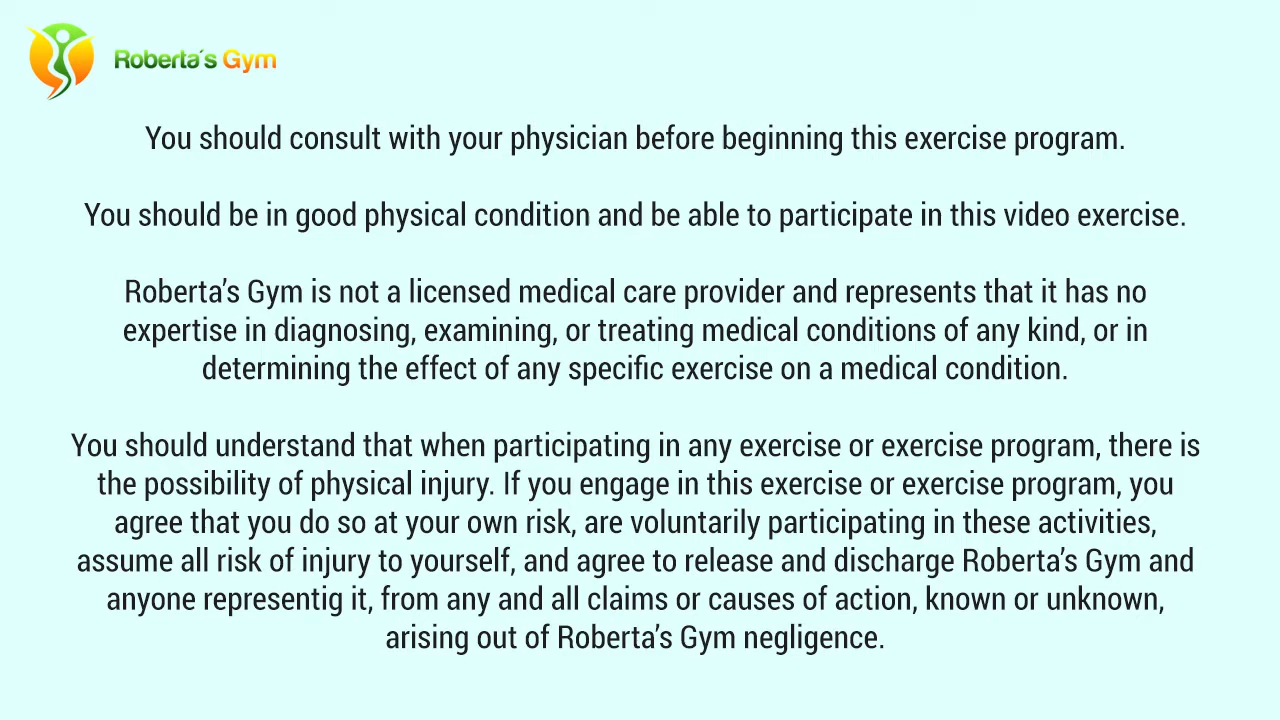 Roberta´s Gym
You should consult with your physician before beginning this exercise program.
You should be in good physical condition and be able to participate in this video exercise.
Roberta’s Gym is not a licensed medical care provider and represents that it has no
expertise in diagnosing, examining, or treating medical conditions of any kind, or in
determining the effect of any specific exercise on a medical condition.
You should understand that when participating in any exercise or exercise program, there is
the possibility of physical injury. If you engage in this exercise or exercise program, you
agree that you do so at your own risk, are voluntarily participating in these activities,
assume all risk of injury to yourself, and agree to release and discharge Roberta’s Gym and
anyone representig it, from any and all claims or causes of action, known or unknown,
arising out of Roberta’s Gym negligence.